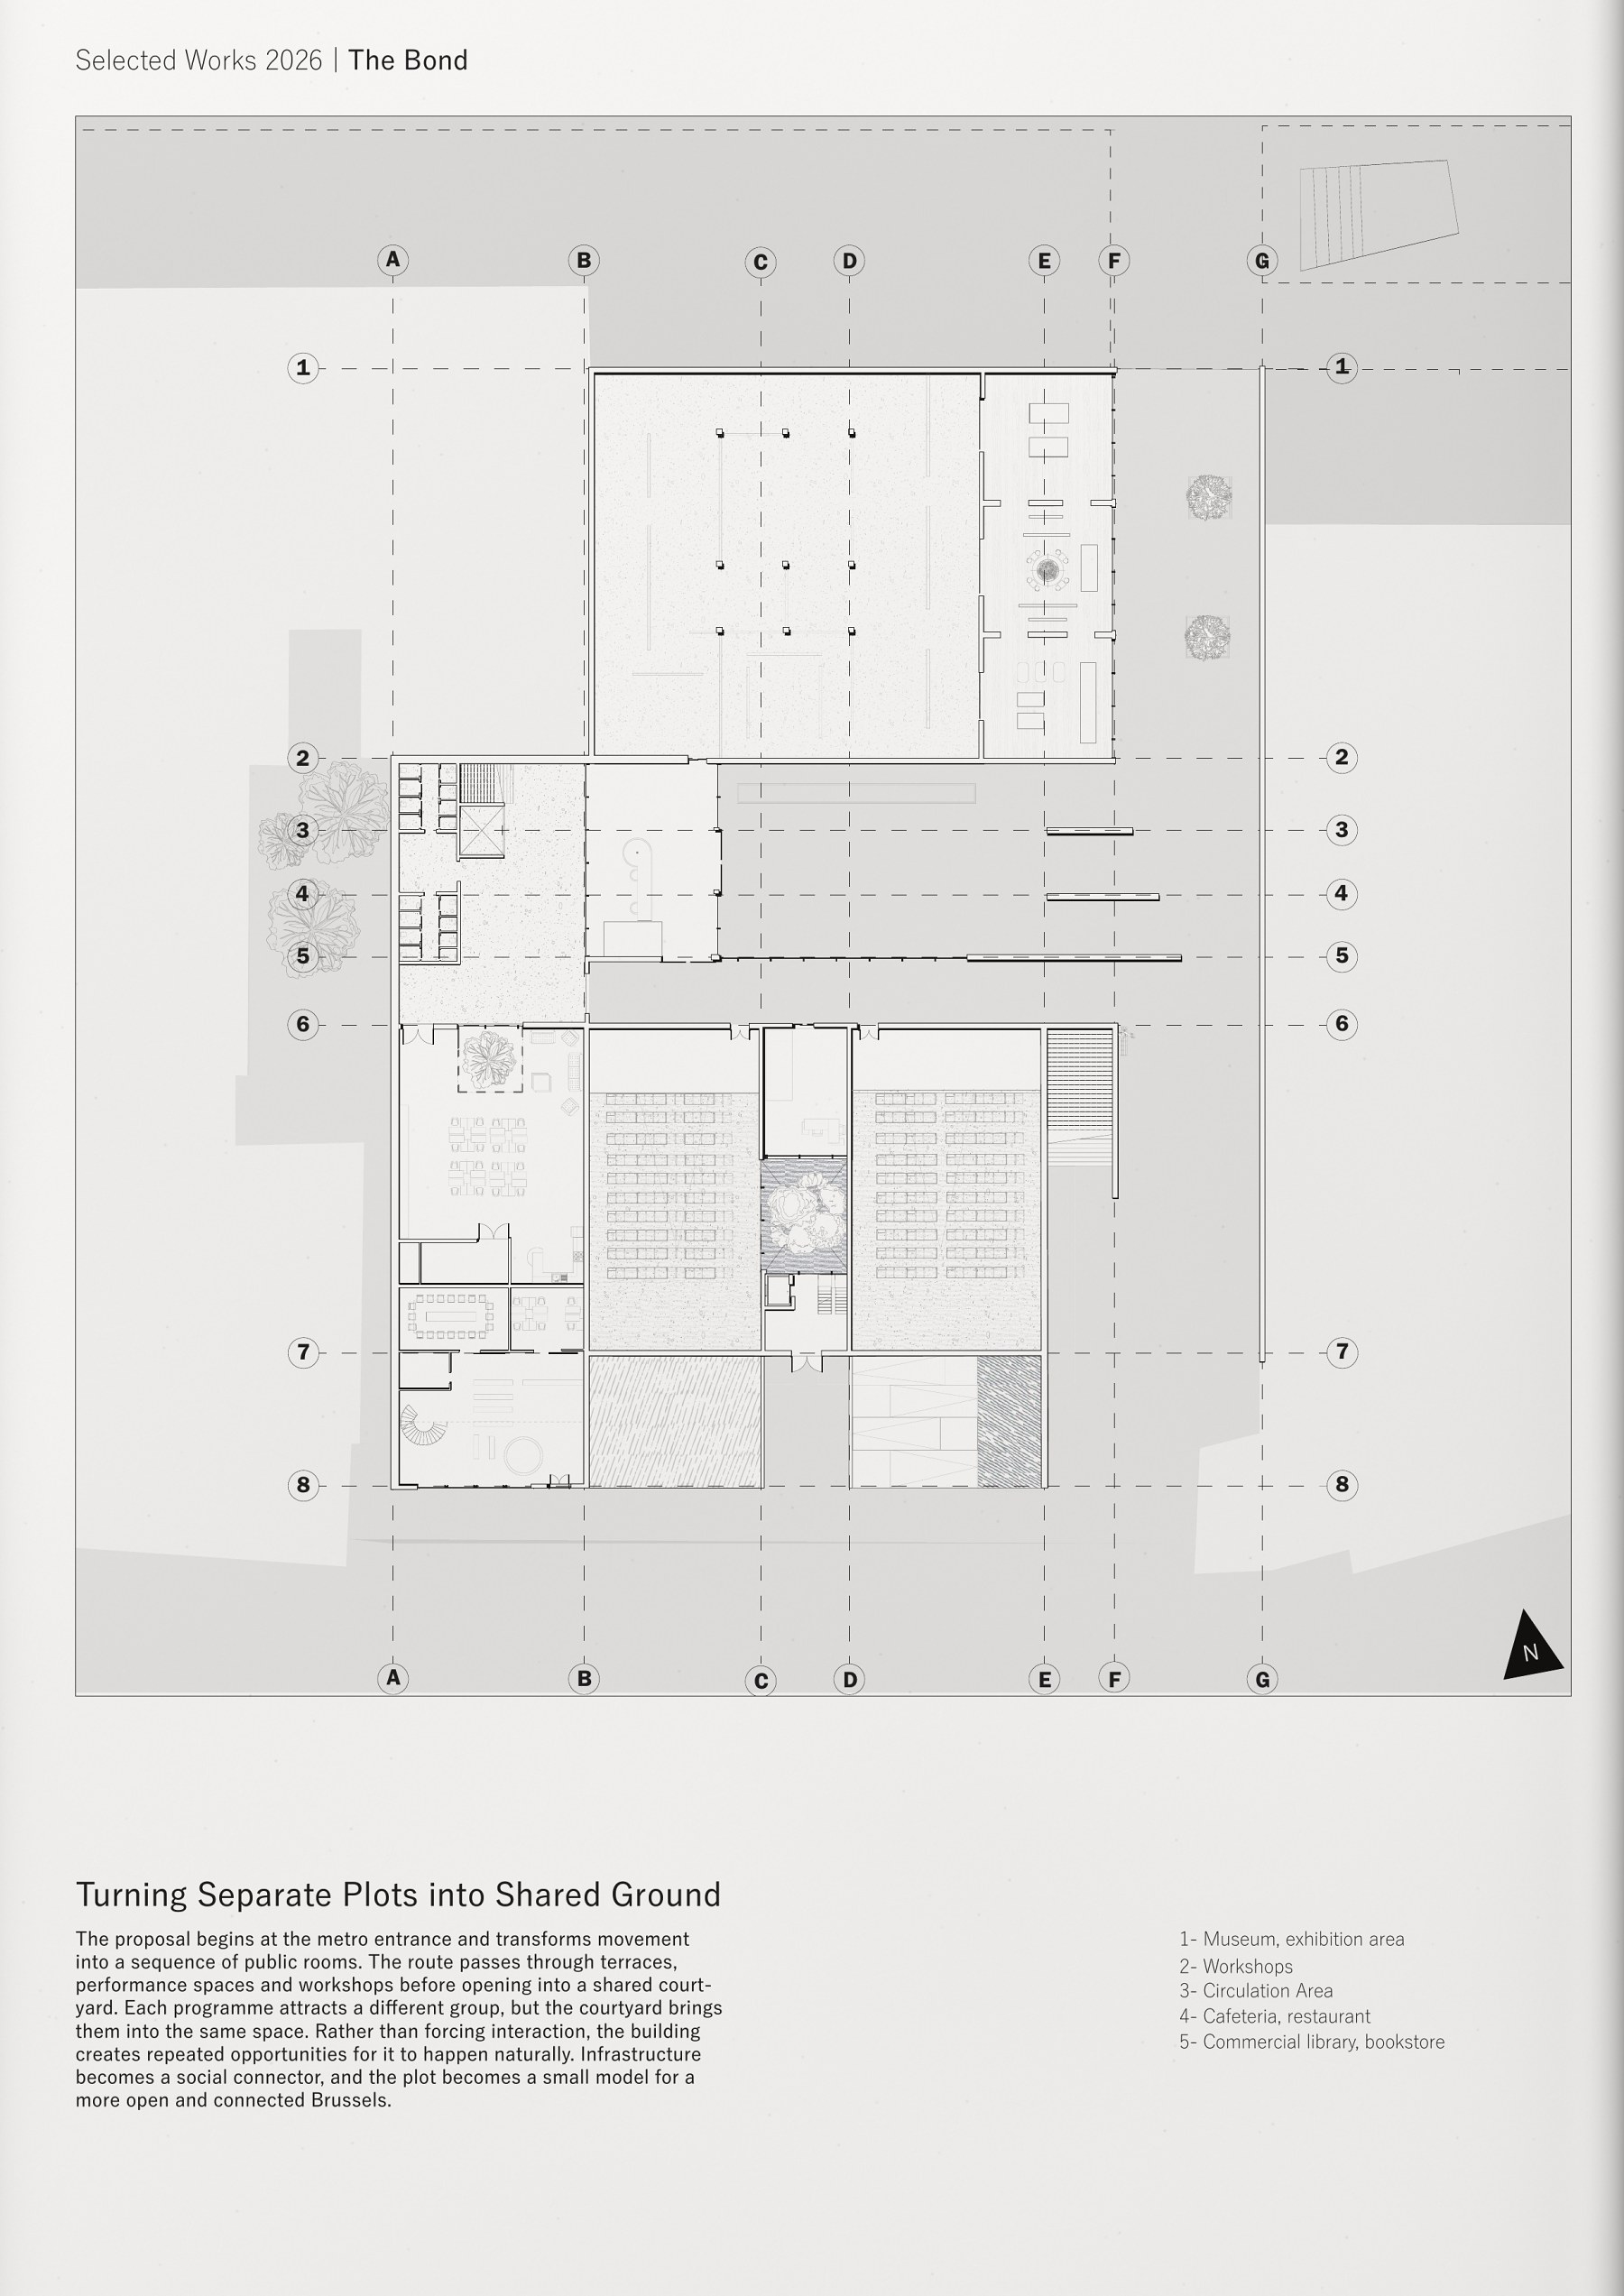 Selected Works 2026 | The Bond
A B C D E F G
1 1
2 2
3 3
4 4
5 5
6 6
7 7
8 8
N
A B C D E F G
Turning Separate Plots into Shared Ground
The proposal begins at the metro entrance and transforms movement
into a sequence of public rooms. The route passes through terraces,
performance spaces and workshops before opening into a shared court-
yard. Each programme attracts a different group, but the courtyard brings
them into the same space. Rather than forcing interaction, the building
creates repeated opportunities for it to happen naturally. Infrastructure
becomes a social connector, and the plot becomes a small model for a
more open and connected Brussels.
1- Museum, exhibition area
2- Workshops
3- Circulation Area
4- Cafeteria, restaurant
5- Commercial library, bookstore